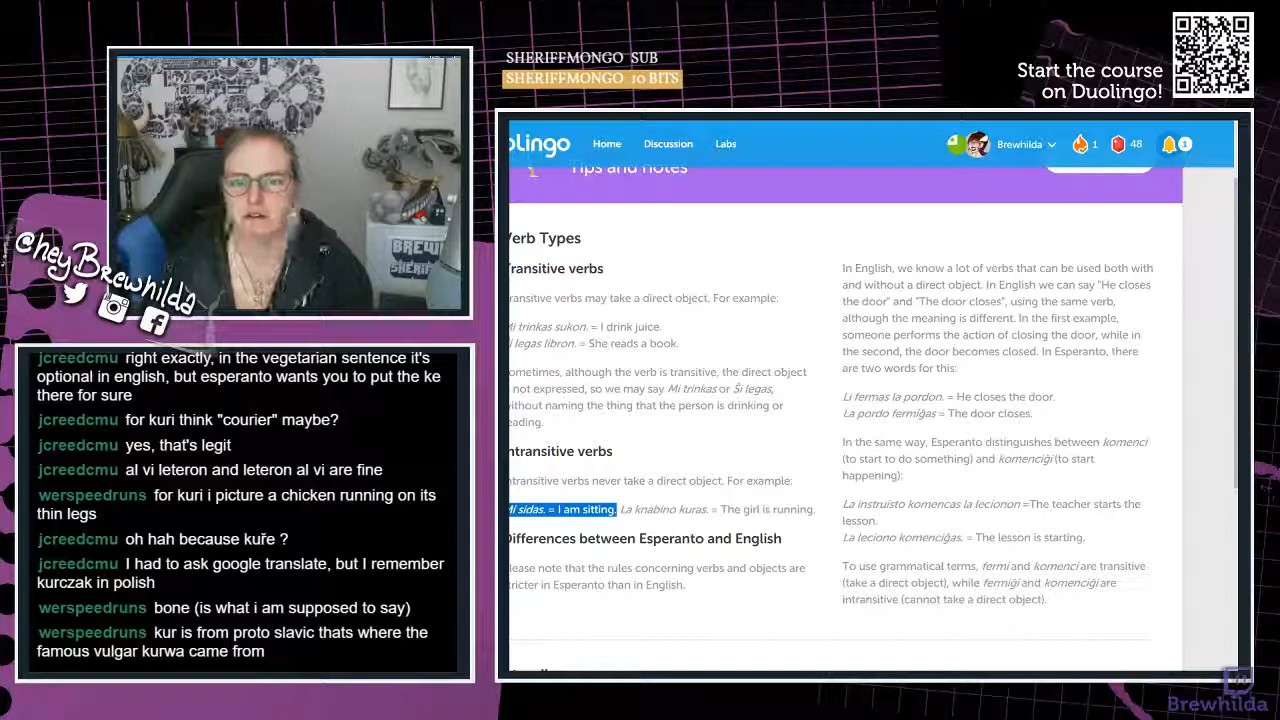 SHERIFFMONGO SUB
SHERIFFMONGO 10 BITS
Start the course
on Duolingo!
@heyBrewhilda
BREW
SHERIF
olingo
Home
Discussion
Labs
Brewhilda
1
48
1
Tips and notes
Verb Types
Transitive verbs
ransitive verbs may take a direct object. For example:
Mi trinkas sukon. = I drink juice.
i legas libron. = She reads a book.
ometimes, although the verb is transitive, the direct object
not expressed, so we may say Mi trinkas or Ŝi legas,
without naming the thing that the person is drinking or
eading.
ntransitive verbs
ntransitive verbs never take a direct object. For example:
Mi sidas. = I am sitting. La knabino kuras. = The girl is running.
Differences between Esperanto and English
lease note that the rules concerning verbs and objects are
tricter in Esperanto than in English.
In English, we know a lot of verbs that can be used both with
and without a direct object. In English we can say "He closes
the door" and "The door closes", using the same verb,
although the meaning is different. In the first example,
someone performs the action of closing the door, while in
the second, the door becomes closed. In Esperanto, there
are two words for this:
Li fermas la pordon. = He closes the door.
La pordo fermiĝas = The door closes.
In the same way, Esperanto distinguishes between komenci
(to start to do something) and komenciĝi (to start
happening):
La instruisto komencas la lecionon =The teacher starts the
lesson.
La leciono komenciĝas. = The lesson is starting.
To use grammatical terms, fermi and komenci are transitive
(take a direct object), while fermiĝi and komenciĝi are
intransitive (cannot take a direct object).
jcreedcmu right exactly, in the vegetarian sentence it's
optional in english, but esperanto wants you to put the ke
there for sure
jcreedcmu for kuri think "courier" maybe?
jcreedcmu yes, that's legit
jcreedcmu al vi leteron and leteron al vi are fine
werspeedruns for kuri i picture a chicken running on its
thin legs
jcreedcmu oh hah because kuře ?
jcreedcmu I had to ask google translate, but I remember
kurczak in polish
werspeedruns bone (is what i am supposed to say)
werspeedruns kur is from proto slavic thats where the
famous vulgar kurwa came from
Brewhilda